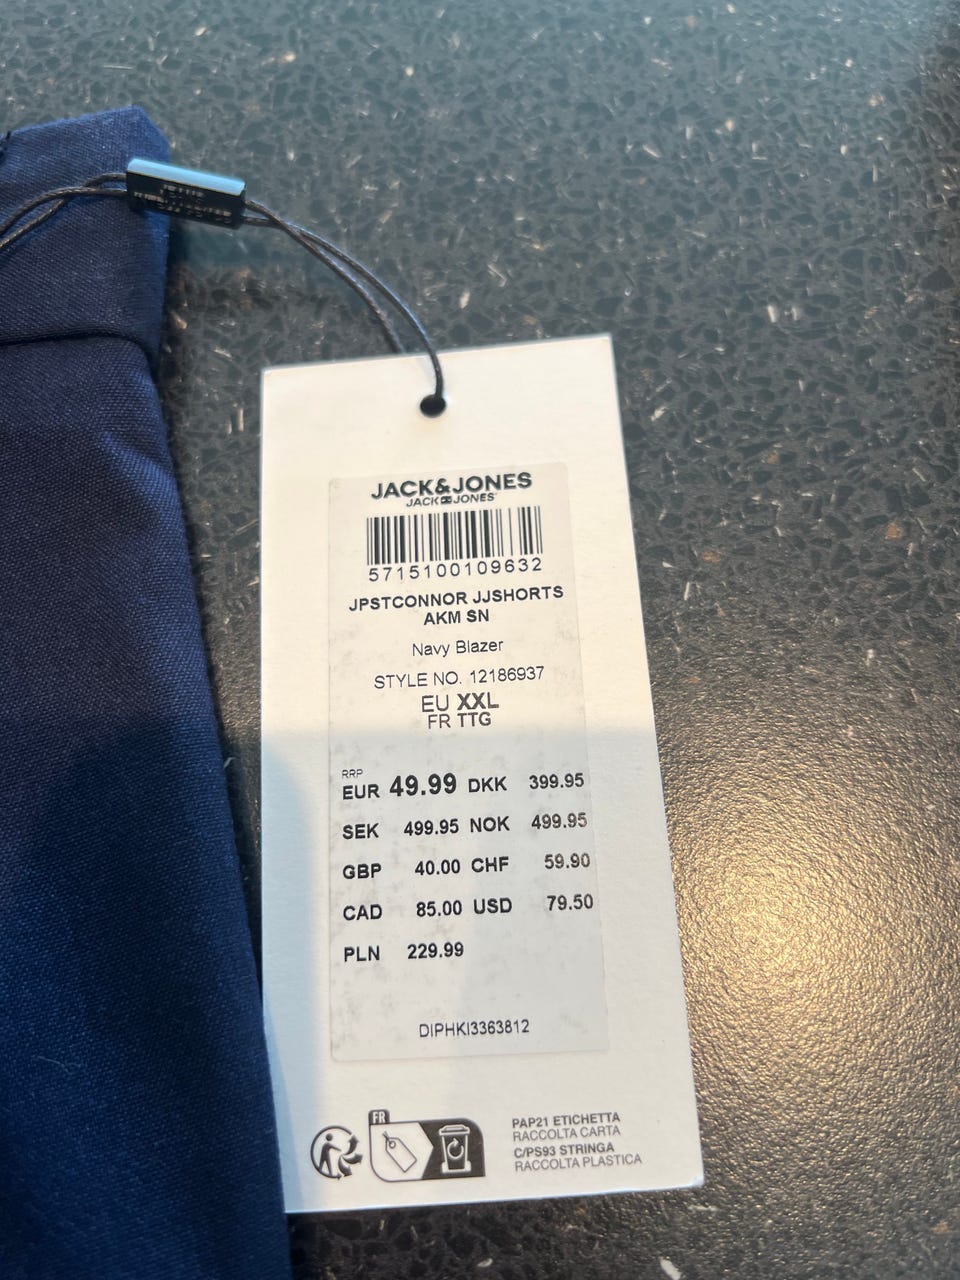 JACK&JONES
JACK&JONES
5715100109632
JPSTCONNOR JJSHORTS
AKM SN
Navy Blazer
STYLE NO. 12186937
EU XXL
FR TTG
RRP
EUR 49.99 DKK 399.95
SEK 499.95 NOK 499.95
GBP 40.00 CHF 59.90
CAD 85.00 USD 79.50
PLN 229.99
DIPHKI3363812
FR
PAP21 ETICHETTA
RACCOLTA CARTA
C/PS93 STRINGA
RACCOLTA PLASTICA